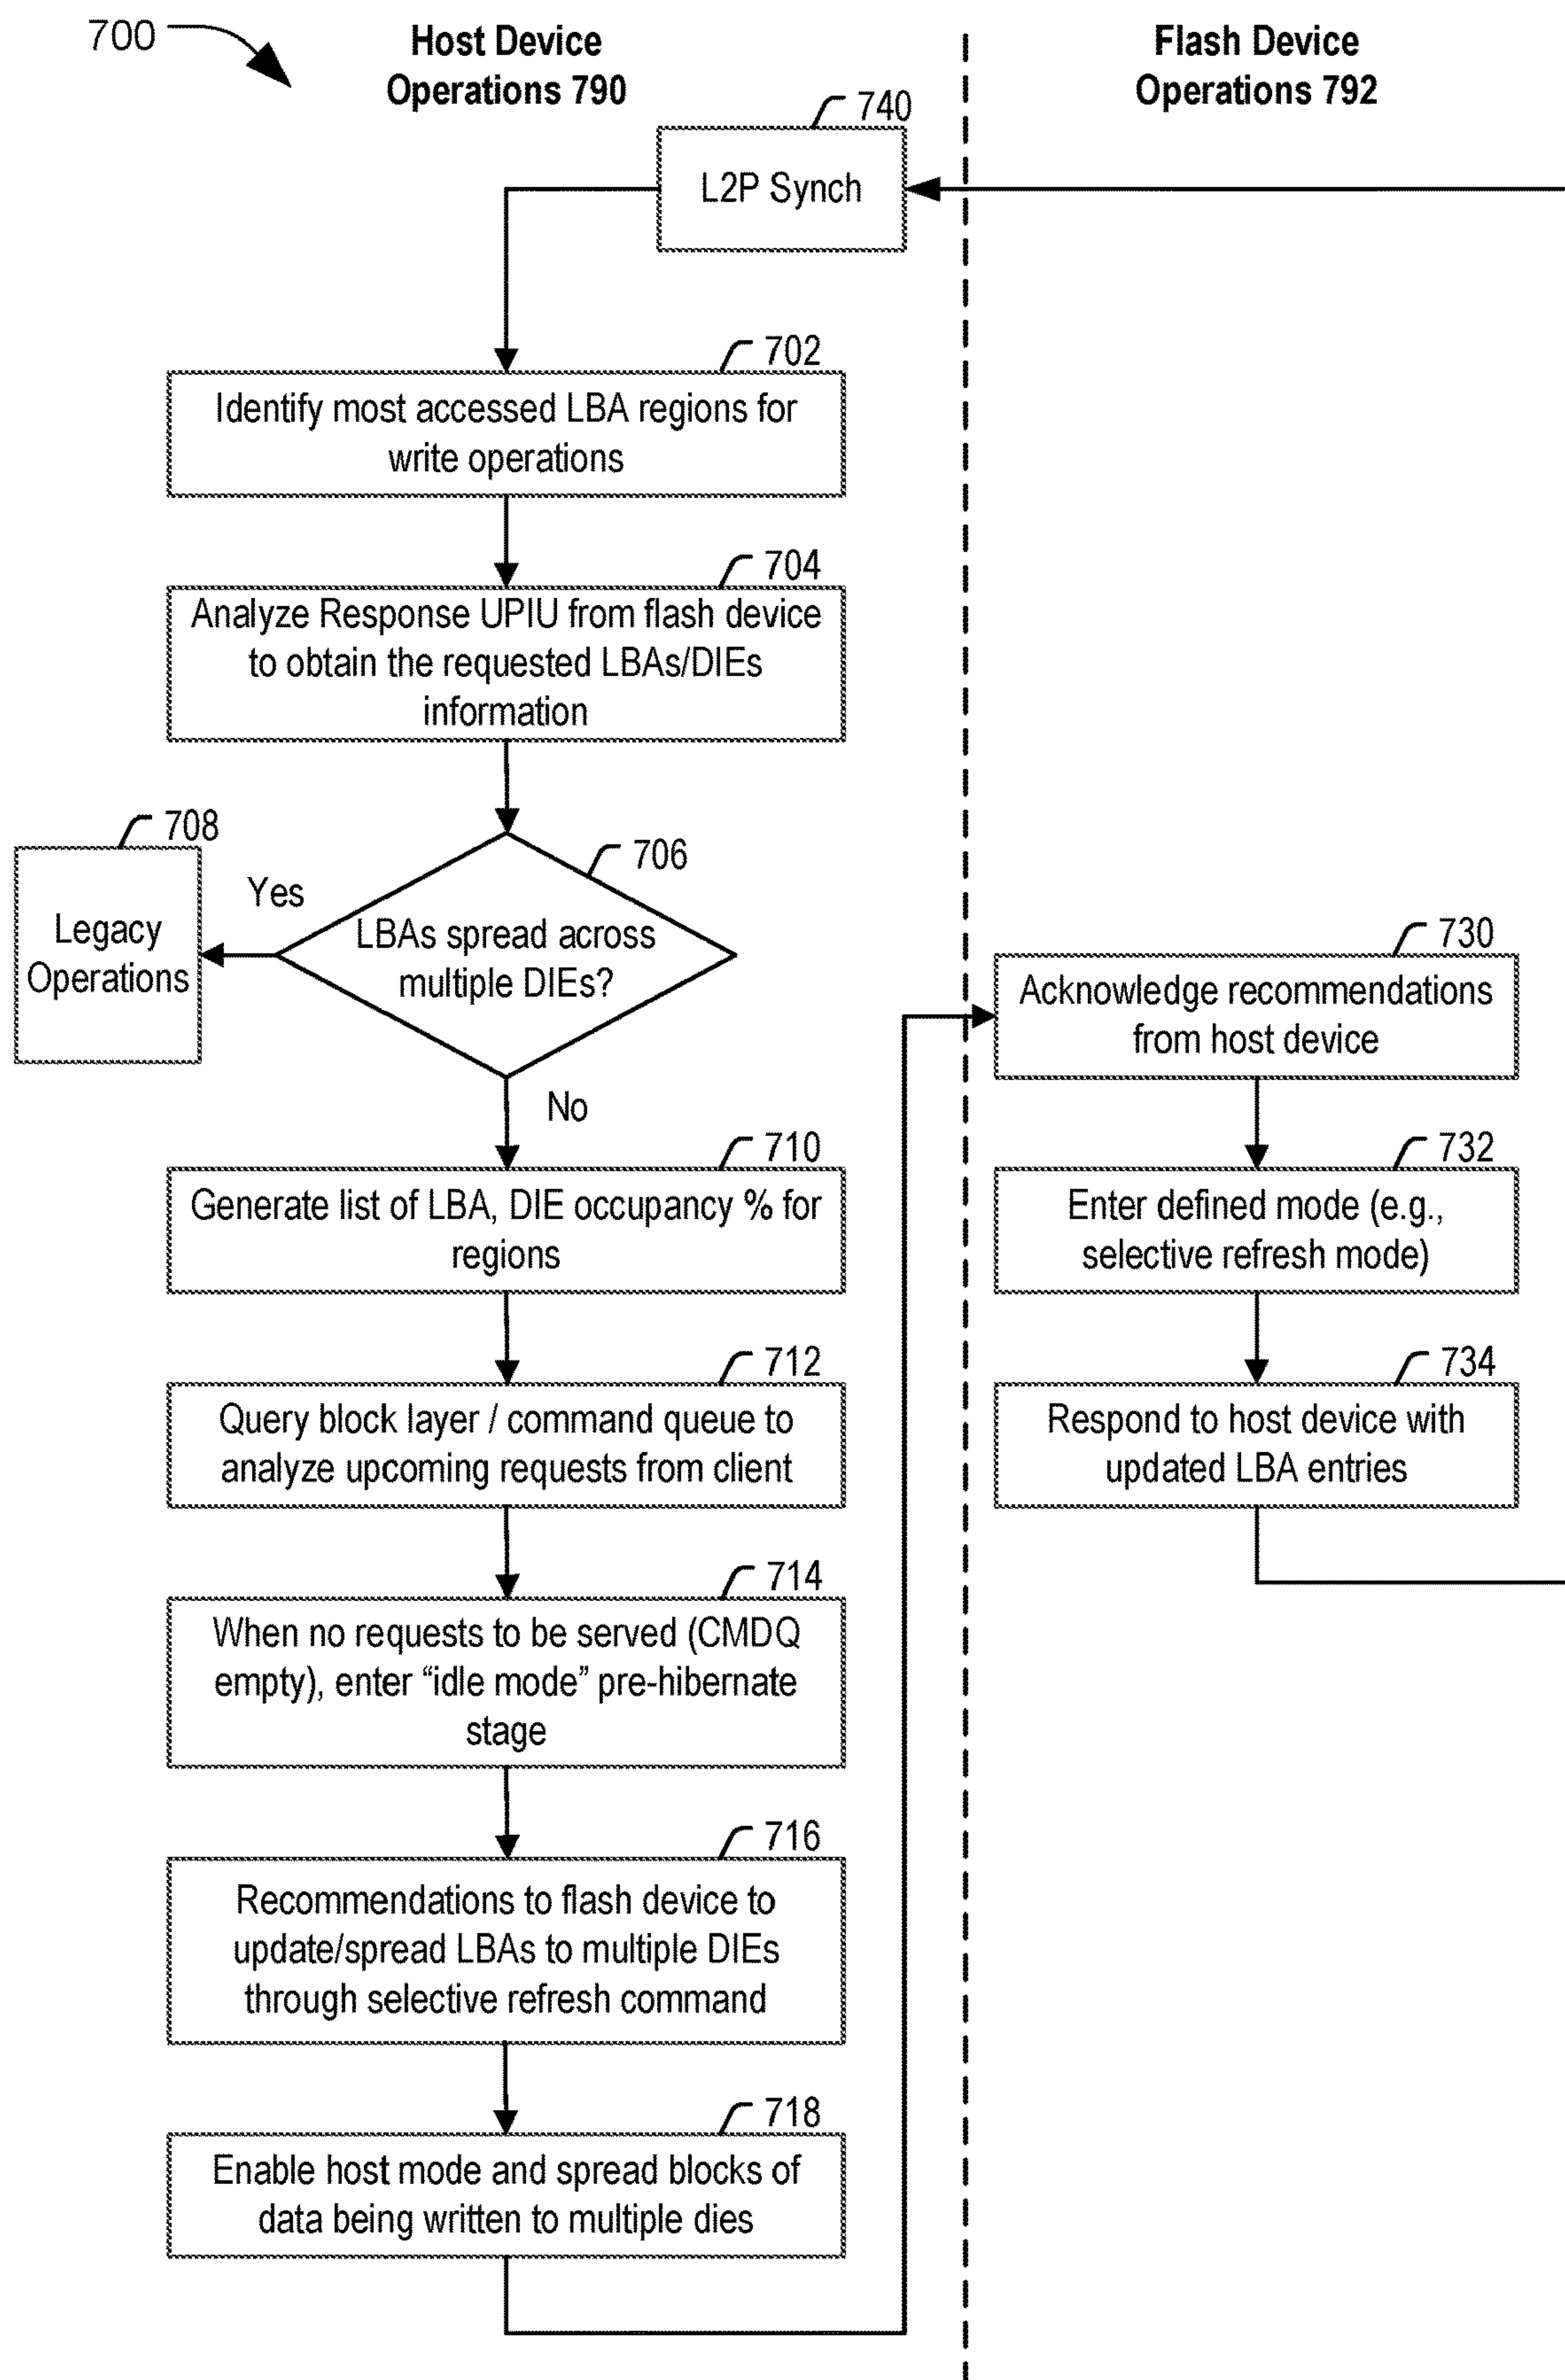 700
Host Device
Operations 790
Flash Device
Operations 792
740
L2P Synch
702
Identify most accessed LBA regions for
write operations
704
Analyze Response UPIU from flash device
to obtain the requested LBAs/DIEs
information
708
Legacy
Operations
Yes
706
LBAs spread across
multiple DIEs?
No
710
Generate list of LBA, DIE occupancy % for
regions
712
Query block layer / command queue to
analyze upcoming requests from client
714
When no requests to be served (CMDQ
empty), enter “idle mode” pre-hibernate
stage
716
Recommendations to flash device to
update/spread LBAs to multiple DIEs
through selective refresh command
718
Enable host mode and spread blocks of
data being written to multiple dies
730
Acknowledge recommendations
from host device
732
Enter defined mode (e.g.,
selective refresh mode)
734
Respond to host device with
updated LBA entries